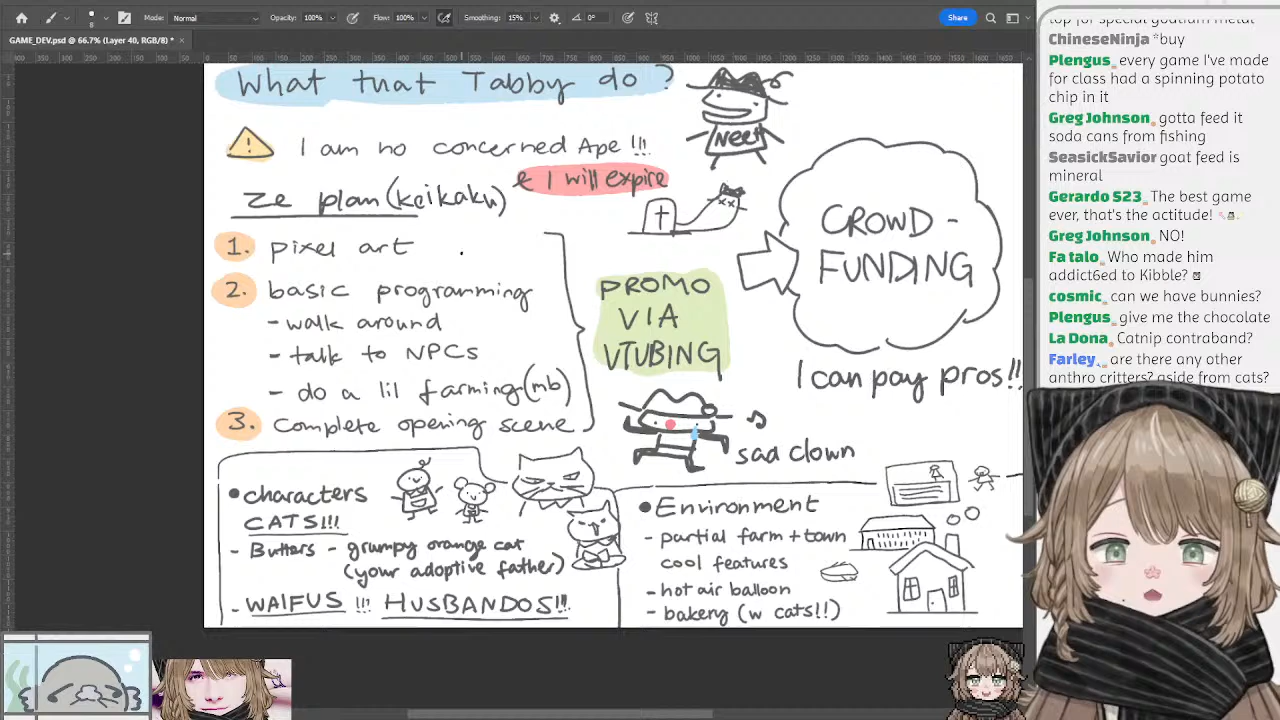 Mode: Normal Opacity: 100% Flow: 100% Smoothing: 15% 0° Share
GAME_DEV.psd @ 66.7% (Layer 40, RGB/8) *
What that Tabby do ?
! I am no concerned Ape !!!
& I will expire
NEET
ze plan (keikaku)
1. pixel art
2. basic programming
- walk around
- talk to NPCs
- do a lil farming (mb)
3. complete opening scene
PROMO
VIA
VTUBING
CROWD-
FUNDING
I can pay pros!!
sad clown
• characters
CATS!!!
- Butters - grumpy orange cat
(your adoptive father)
- WAIFUS !!! HUSBANDOS!!!
• Environment
- partial farm + town
cool features
- hot air balloon
- bakery (w cats!!)
top for special goatium metal
ChineseNinja *buy
Plengus every game I've made
for class had a spinning potato
chip in it
Greg Johnson gotta feed it
soda cans from fishing
SeasickSavior goat feed is
mineral
Gerardo S23 The best game
ever, that's the actitude!
Greg Johnson NO!
Fa talo Who made him
addict6ed to Kibble?
cosmic can we have bunnies?
Plengus give me the chocolate
La Dona Catnip contraband?
Farley are there any other
anthro critters? aside from cats?